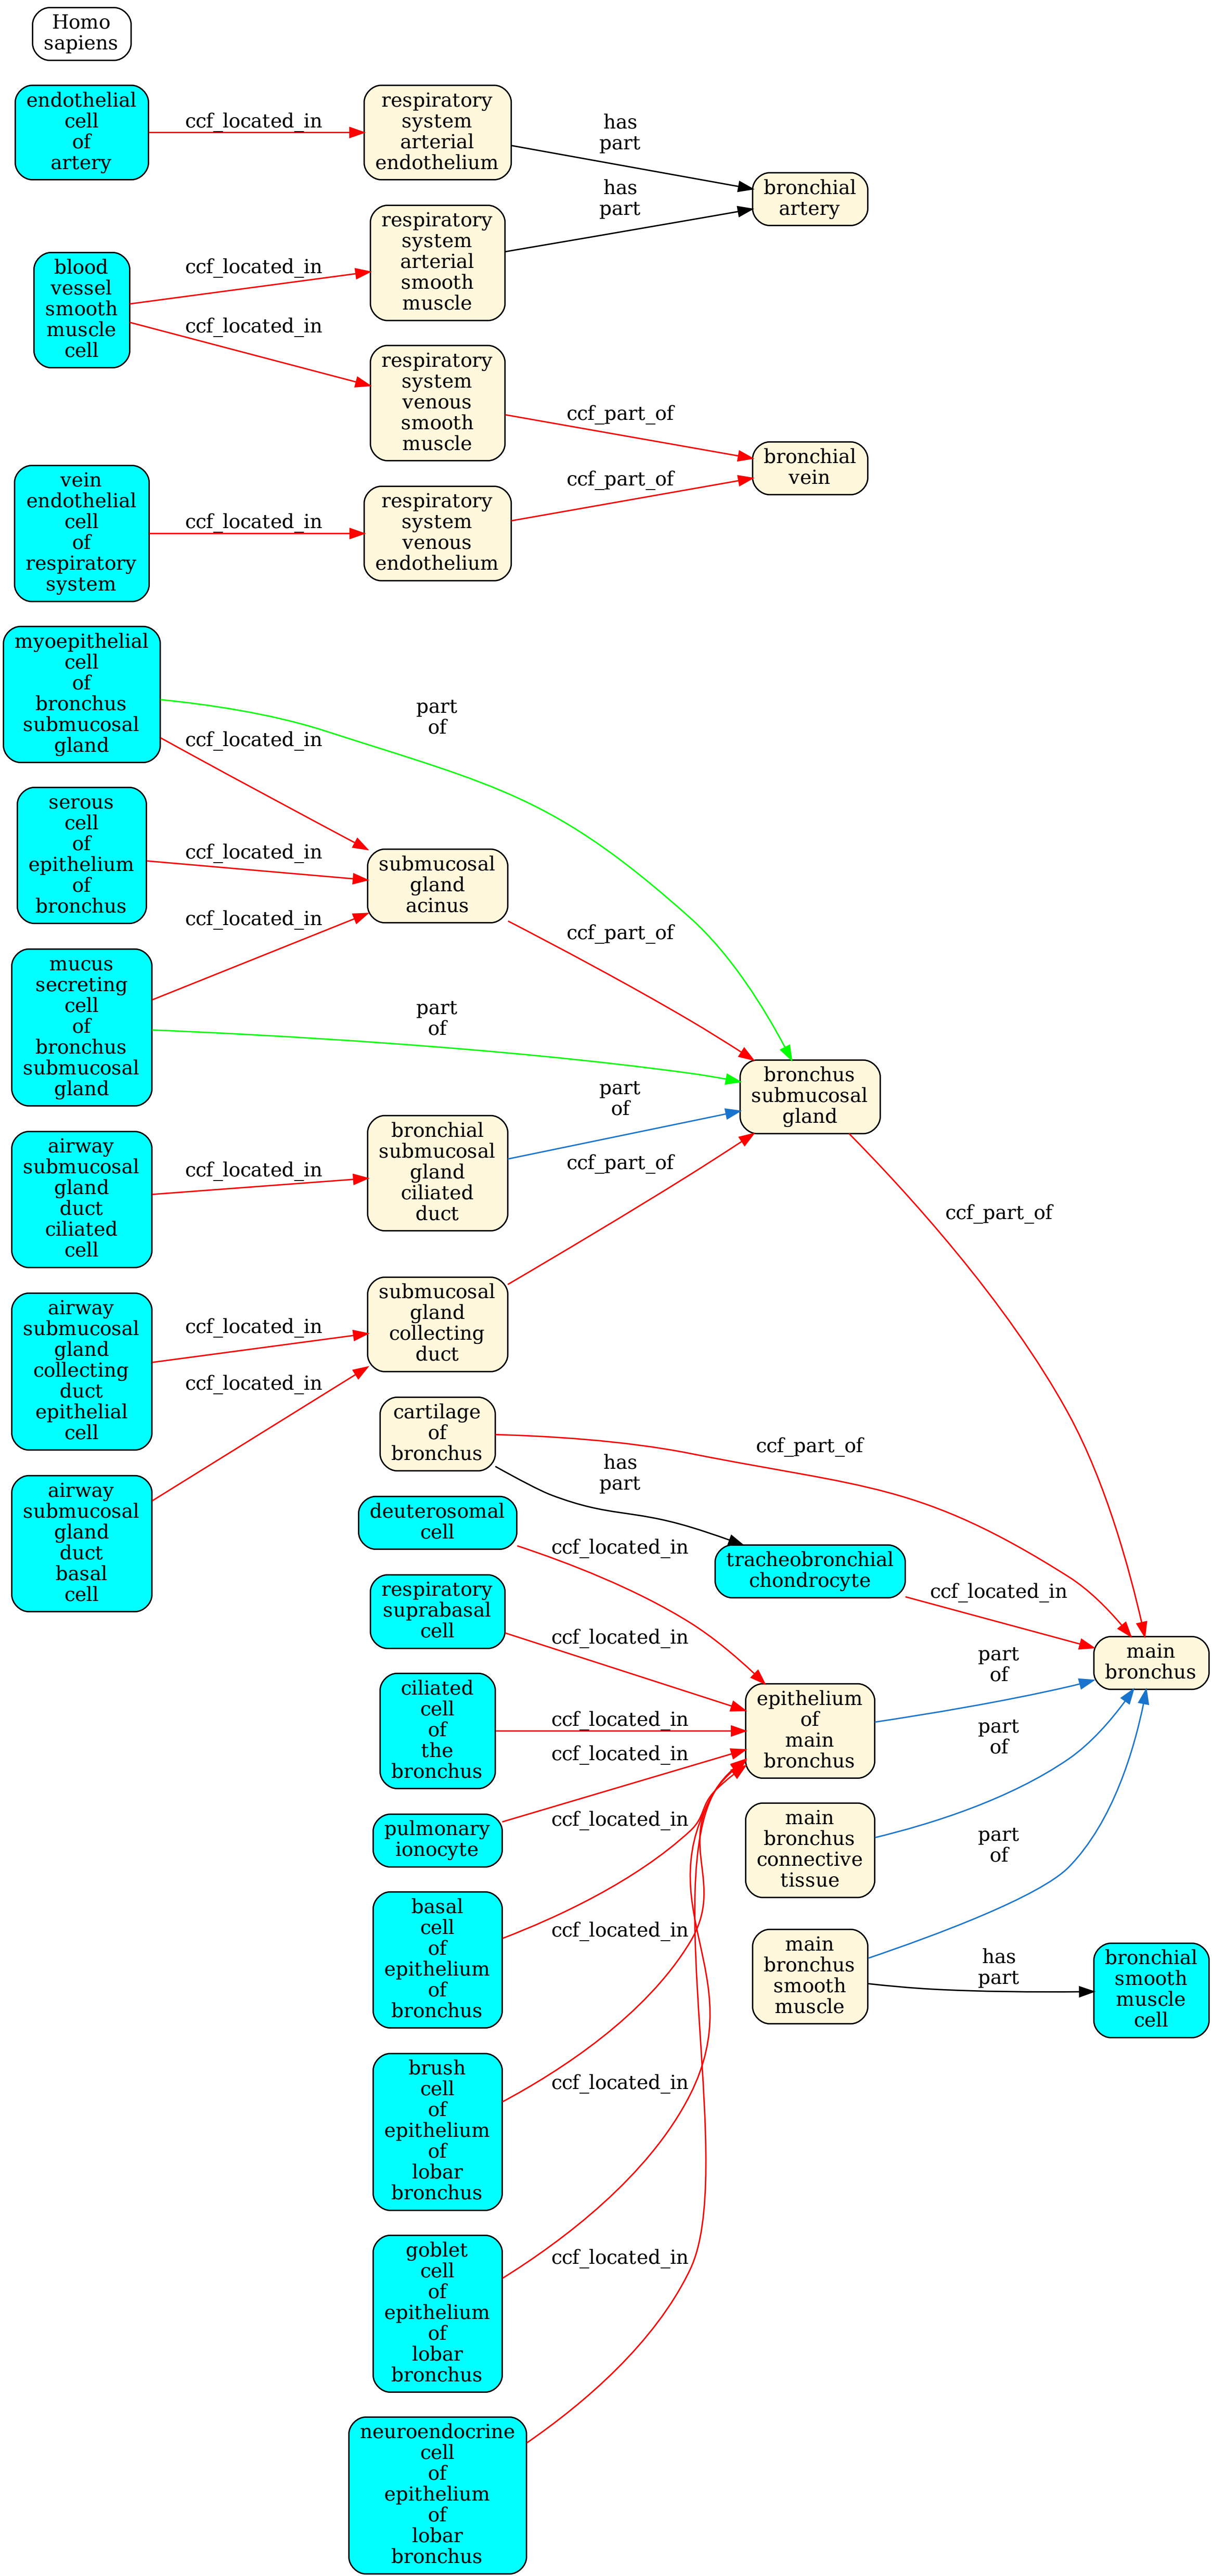 Homo
sapiens
endothelial
cell
of
artery
ccf_located_in
respiratory
system
arterial
endothelium
has
part
bronchial
artery
blood
vessel
smooth
muscle
cell
ccf_located_in
ccf_located_in
respiratory
system
arterial
smooth
muscle
has
part
respiratory
system
venous
smooth
muscle
ccf_part_of
bronchial
vein
vein
endothelial
cell
of
respiratory
system
ccf_located_in
respiratory
system
venous
endothelium
ccf_part_of
myoepithelial
cell
of
bronchus
submucosal
gland
part
of
ccf_located_in
serous
cell
of
epithelium
of
bronchus
ccf_located_in
submucosal
gland
acinus
ccf_part_of
mucus
secreting
cell
of
bronchus
submucosal
gland
ccf_located_in
part
of
bronchus
submucosal
gland
airway
submucosal
gland
duct
ciliated
cell
ccf_located_in
bronchial
submucosal
gland
ciliated
duct
part
of
ccf_part_of
ccf_part_of
airway
submucosal
gland
collecting
duct
epithelial
cell
ccf_located_in
submucosal
gland
collecting
duct
airway
submucosal
gland
duct
basal
cell
ccf_located_in
cartilage
of
bronchus
ccf_part_of
has
part
deuterosomal
cell
ccf_located_in
tracheobronchial
chondrocyte
ccf_located_in
respiratory
suprabasal
cell
ccf_located_in
main
bronchus
ciliated
cell
of
the
bronchus
ccf_located_in
epithelium
of
main
bronchus
part
of
pulmonary
ionocyte
ccf_located_in
main
bronchus
connective
tissue
part
of
basal
cell
of
epithelium
of
bronchus
ccf_located_in
main
bronchus
smooth
muscle
part
of
has
part
bronchial
smooth
muscle
cell
brush
cell
of
epithelium
of
lobar
bronchus
ccf_located_in
goblet
cell
of
epithelium
of
lobar
bronchus
ccf_located_in
neuroendocrine
cell
of
epithelium
of
lobar
bronchus
ccf_located_in